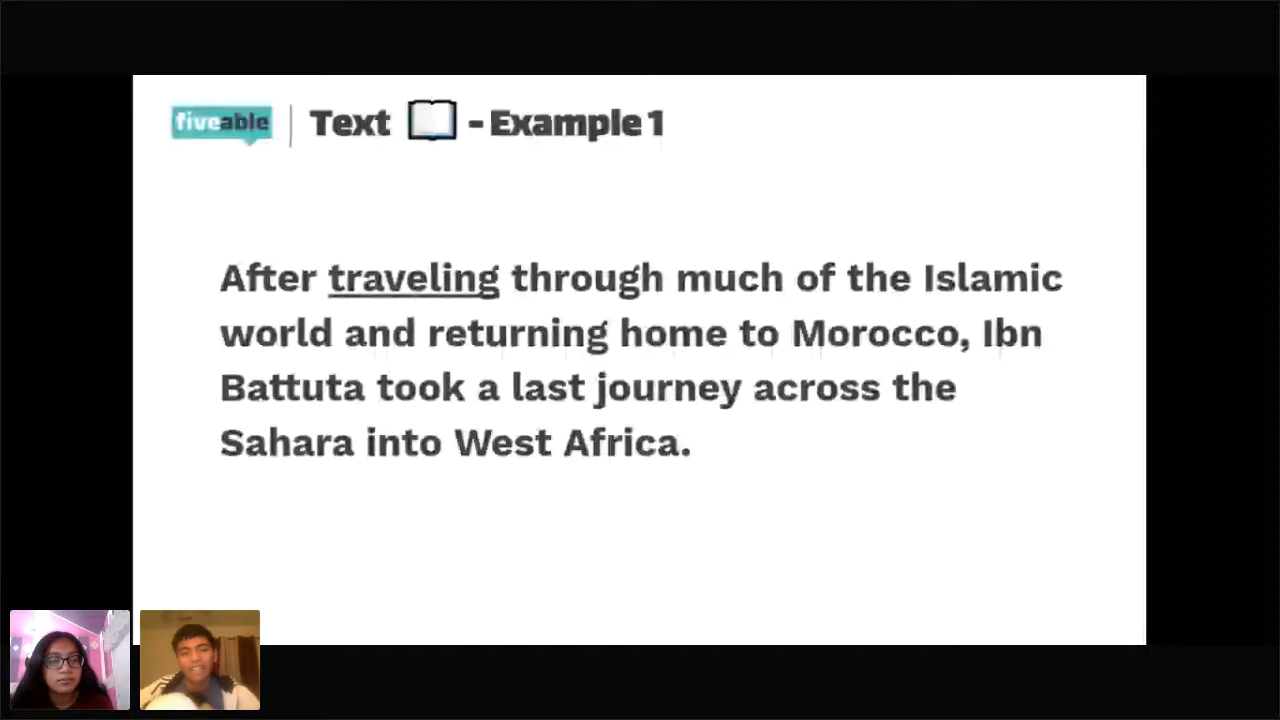 fiveable Text - Example 1
After traveling through much of the Islamic
world and returning home to Morocco, Ibn
Battuta took a last journey across the
Sahara into West Africa.